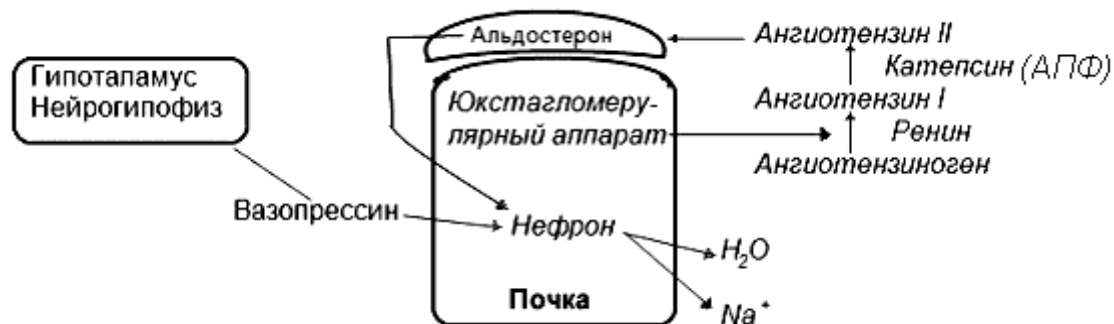 Альдостерон
Ангиотензин II
Катепсин (АПФ)
Гипоталамус
Нейрогипофиз
Юкстагломеру-
лярный аппарат
Ангиотензин I
Ренин
Ангиотензиноген
Вазопрессин
Нефрон
H₂O
Почка
Na⁺